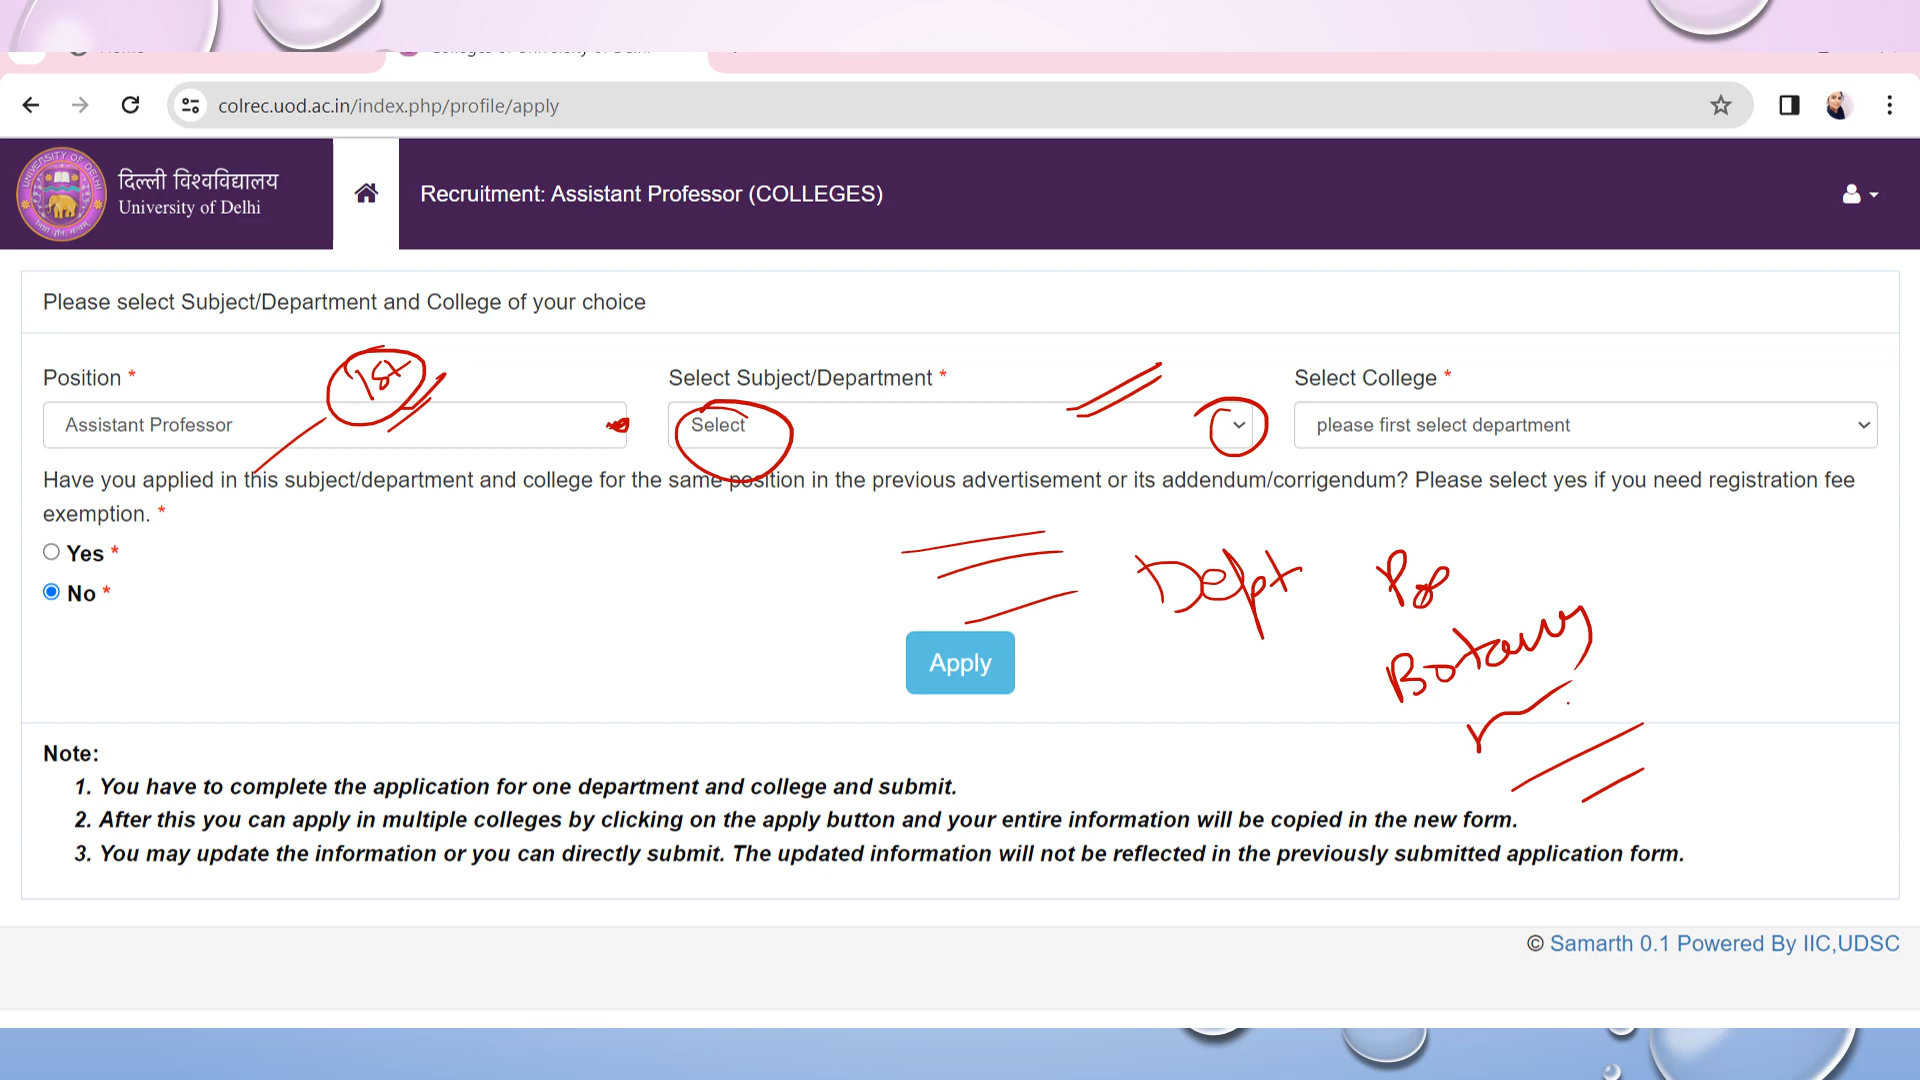 colrec.uod.ac.in/index.php/profile/apply
दिल्ली विश्वविद्यालय
University of Delhi
UNIVERSITY OF DELHI
Recruitment: Assistant Professor (COLLEGES)
Please select Subject/Department and College of your choice
Position *
1st
Select Subject/Department *
Select College *
Assistant Professor
Select
please first select department
Have you applied in this subject/department and college for the same position in the previous advertisement or its addendum/corrigendum? Please select yes if you need registration fee
exemption. *
Yes *
No *
Dept
Botany
Apply
Note:
1. You have to complete the application for one department and college and submit.
2. After this you can apply in multiple colleges by clicking on the apply button and your entire information will be copied in the new form.
3. You may update the information or you can directly submit. The updated information will not be reflected in the previously submitted application form.
© Samarth 0.1 Powered By IIC,UDSC